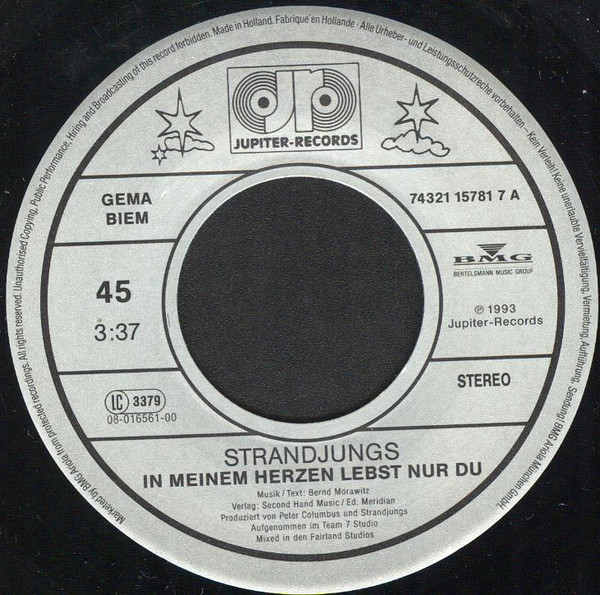 Marketed by BMG Ariola from protected recordings. All rights reserved. Unauthorised Copying, Public Performance, Hiring and Broadcasting of this record forbidden. Made in Holland. Fabriqué en Hollande · Alle Urheber- und Leistungsschutzrechte vorbehalten – Kein Verleih! Keine unerlaubte Vervielfältigung, Vermietung, Aufführung, Sendung! BMG Ariola München GmbH.
JUPITER-RECORDS
GEMA
BIEM
74321 15781 7 A
BMG
BERTELSMANN MUSIC GROUP
45
3:37
℗ 1993
Jupiter-Records
LC 3379
08-016561-00
STEREO
STRANDJUNGS
IN MEINEM HERZEN LEBST NUR DU
Musik / Text: Bernd Morawitz
Verlag: Second Hand Music / Ed. Meridian
Produziert von Peter Columbus und Strandjungs
Aufgenommen im Team 7 Studio
Mixed in den Fairland Studios